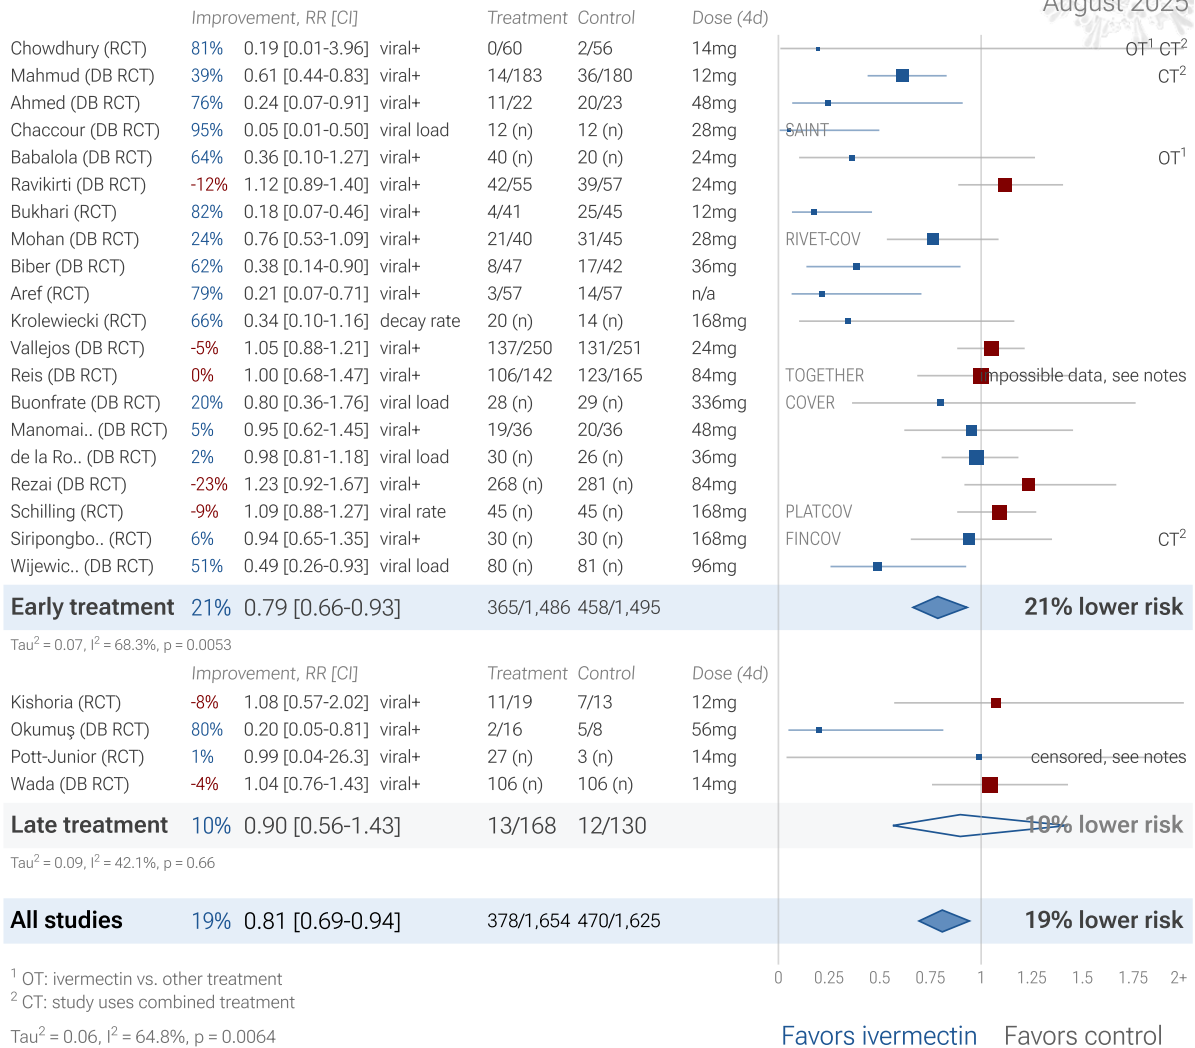 August 2025
Improvement, RR [CI] Treatment Control Dose (4d)
Chowdhury (RCT) 81% 0.19 [0.01-3.96] viral+ 0/60 2/56 14mg OT1 CT2
Mahmud (DB RCT) 39% 0.61 [0.44-0.83] viral+ 14/183 36/180 12mg CT2
Ahmed (DB RCT) 76% 0.24 [0.07-0.91] viral+ 11/22 20/23 48mg
Chaccour (DB RCT) 95% 0.05 [0.01-0.50] viral load 12 (n) 12 (n) 28mg SAINT
Babalola (DB RCT) 64% 0.36 [0.10-1.27] viral+ 40 (n) 20 (n) 24mg OT1
Ravikirti (DB RCT) -12% 1.12 [0.89-1.40] viral+ 42/55 39/57 24mg
Bukhari (RCT) 82% 0.18 [0.07-0.46] viral+ 4/41 25/45 12mg
Mohan (DB RCT) 24% 0.76 [0.53-1.09] viral+ 21/40 31/45 28mg RIVET-COV
Biber (DB RCT) 62% 0.38 [0.14-0.90] viral+ 8/47 17/42 36mg
Aref (RCT) 79% 0.21 [0.07-0.71] viral+ 3/57 14/57 n/a
Krolewiecki (RCT) 66% 0.34 [0.10-1.16] decay rate 20 (n) 14 (n) 168mg
Vallejos (DB RCT) -5% 1.05 [0.88-1.21] viral+ 137/250 131/251 24mg
Reis (DB RCT) 0% 1.00 [0.68-1.47] viral+ 106/142 123/165 84mg TOGETHER Impossible data, see notes
Buonfrate (DB RCT) 20% 0.80 [0.36-1.76] viral load 28 (n) 29 (n) 336mg COVER
Manomai.. (DB RCT) 5% 0.95 [0.62-1.45] viral+ 19/36 20/36 48mg
de la Ro.. (DB RCT) 2% 0.98 [0.81-1.18] viral load 30 (n) 26 (n) 36mg
Rezai (DB RCT) -23% 1.23 [0.92-1.67] viral+ 268 (n) 281 (n) 84mg
Schilling (RCT) -9% 1.09 [0.88-1.27] viral rate 45 (n) 45 (n) 168mg PLATCOV
Siripongbo.. (RCT) 6% 0.94 [0.65-1.35] viral+ 30 (n) 30 (n) 168mg FINCOV CT2
Wijewic.. (DB RCT) 51% 0.49 [0.26-0.93] viral load 80 (n) 81 (n) 96mg
Early treatment 21% 0.79 [0.66-0.93] 365/1,486 458/1,495 21% lower risk
Tau2 = 0.07, I2 = 68.3%, p = 0.0053
Improvement, RR [CI] Treatment Control Dose (4d)
Kishoria (RCT) -8% 1.08 [0.57-2.02] viral+ 11/19 7/13 12mg
Okumuş (DB RCT) 80% 0.20 [0.05-0.81] viral+ 2/16 5/8 56mg
Pott-Junior (RCT) 1% 0.99 [0.04-26.3] viral+ 27 (n) 3 (n) 14mg censored, see notes
Wada (DB RCT) -4% 1.04 [0.76-1.43] viral+ 106 (n) 106 (n) 14mg
Late treatment 10% 0.90 [0.56-1.43] 13/168 12/130 10% lower risk
Tau2 = 0.09, I2 = 42.1%, p = 0.66
All studies 19% 0.81 [0.69-0.94] 378/1,654 470/1,625 19% lower risk
0 0.25 0.5 0.75 1 1.25 1.5 1.75 2+
1 OT: ivermectin vs. other treatment
2 CT: study uses combined treatment
Tau2 = 0.06, I2 = 64.8%, p = 0.0064
Favors ivermectin Favors control